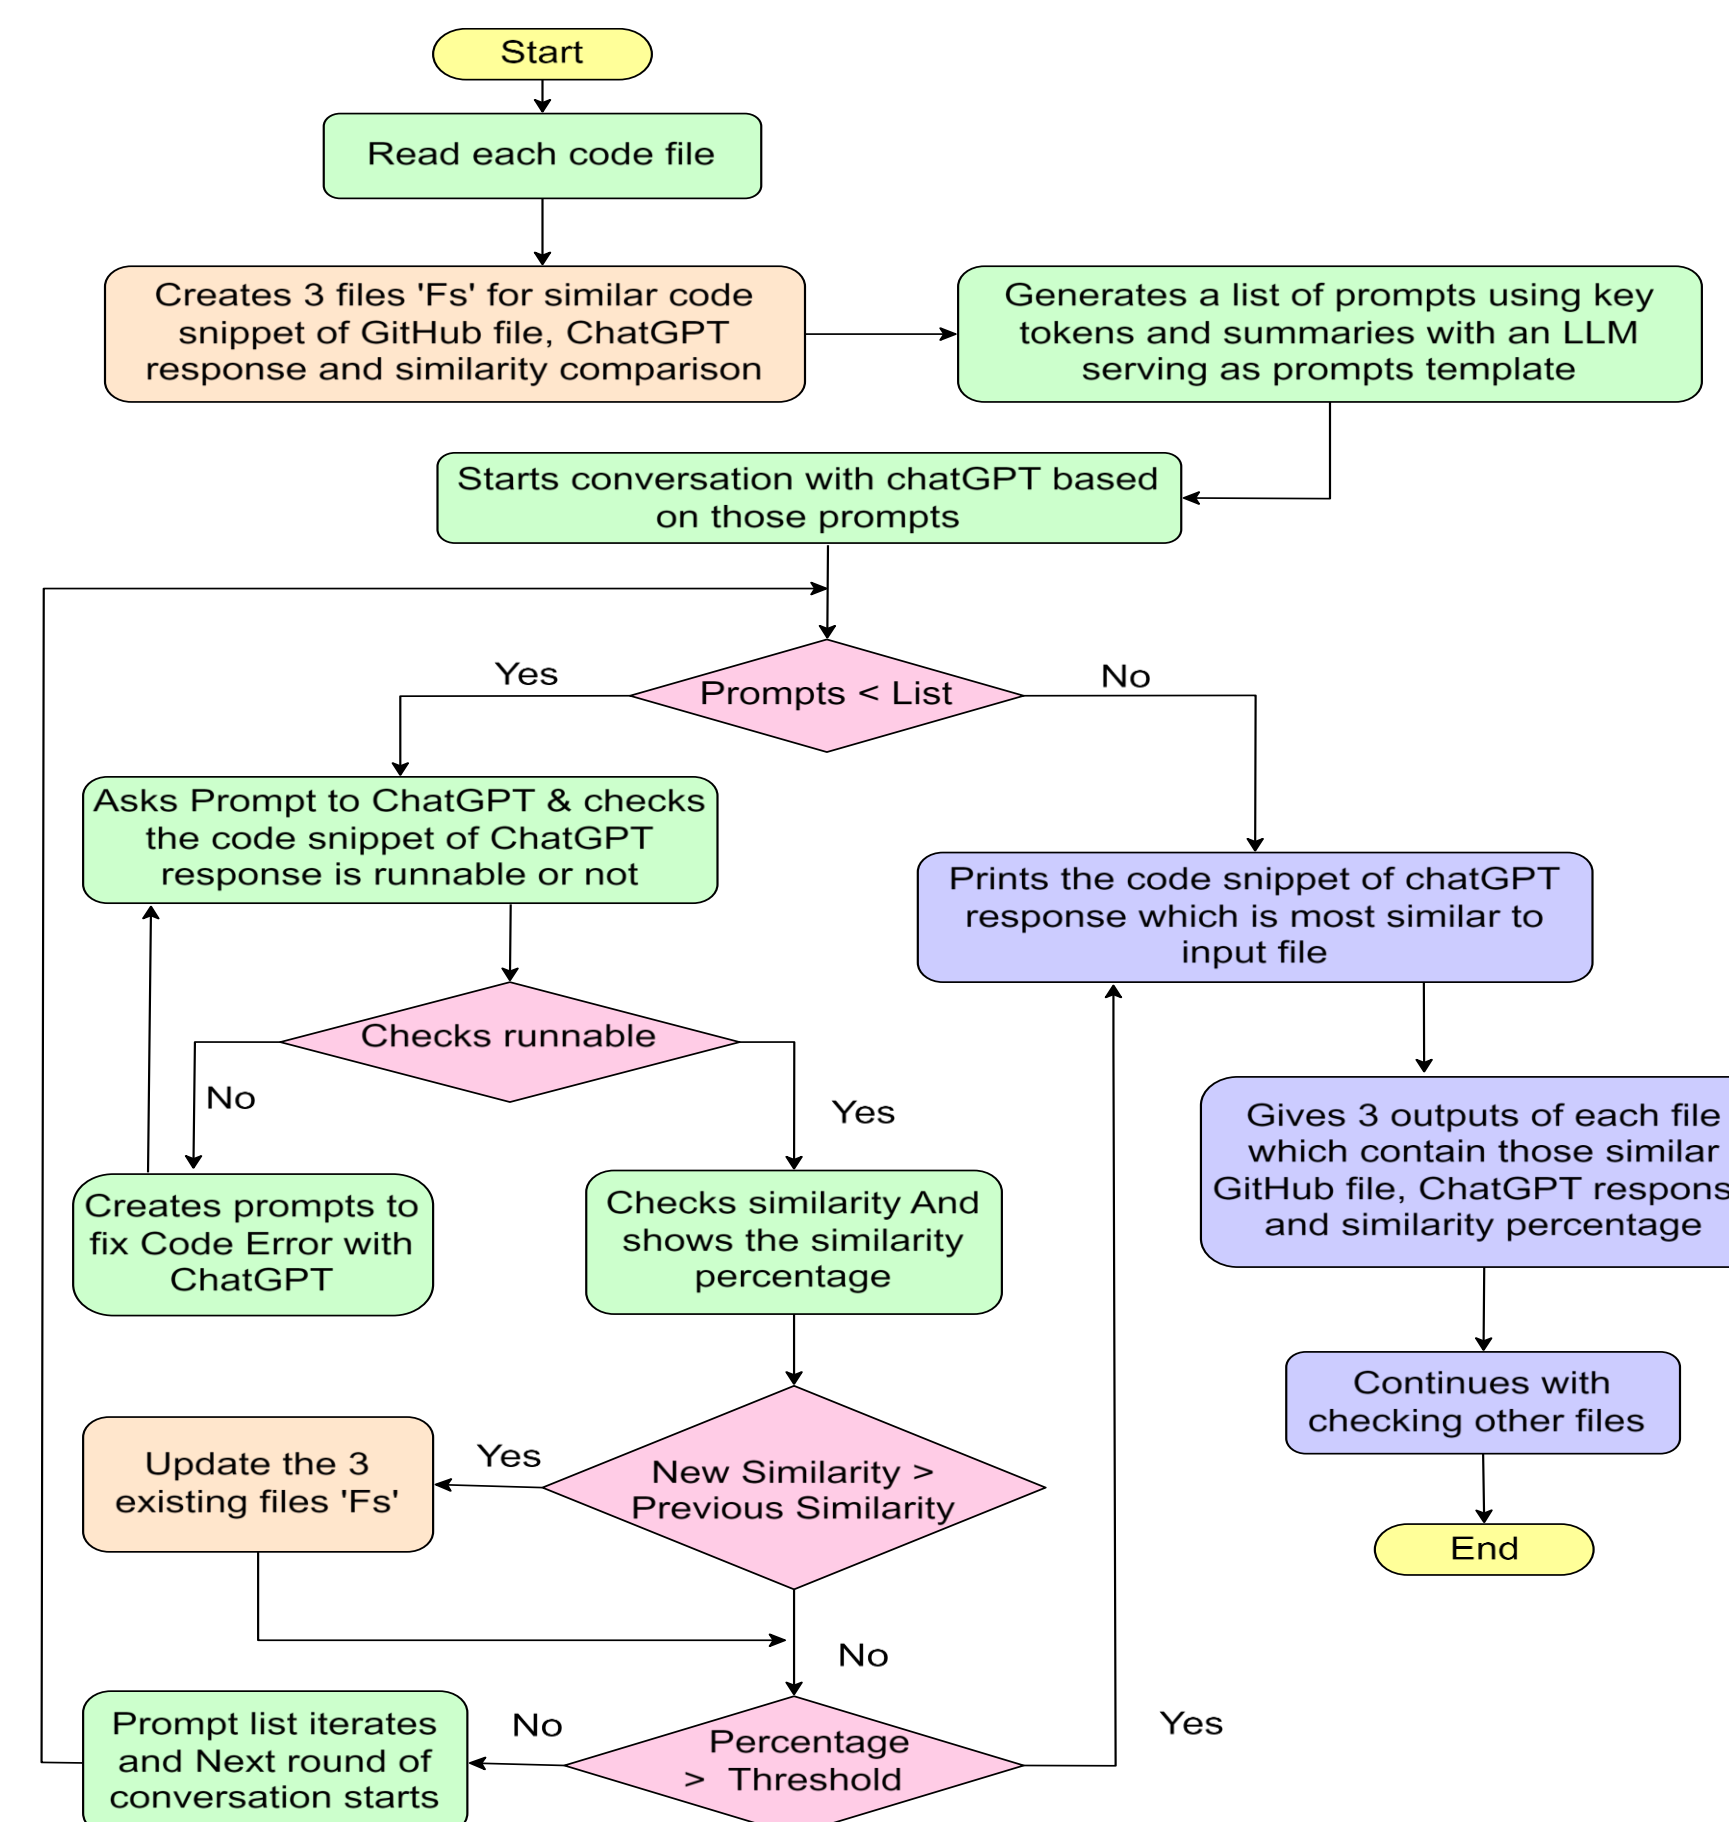 Start
Read each code file
Creates 3 files 'Fs' for similar code
snippet of GitHub file, ChatGPT
response and similarity comparison
Generates a list of prompts using key
tokens and summaries with an LLM
serving as prompts template
Starts conversation with chatGPT based
on those prompts
Yes
Prompts < List
No
Asks Prompt to ChatGPT & checks
the code snippet of ChatGPT
response is runnable or not
Prints the code snippet of chatGPT
response which is most similar to
input file
Checks runnable
No
Yes
Gives 3 outputs of each file
which contain those similar
GitHub file, ChatGPT respons
and similarity percentage
Creates prompts to
fix Code Error with
ChatGPT
Checks similarity And
shows the similarity
percentage
Continues with
checking other files
Update the 3
existing files 'Fs'
Yes
New Similarity >
Previous Similarity
End
No
Prompt list iterates
and Next round of
conversation starts
No
Percentage
> Threshold
Yes